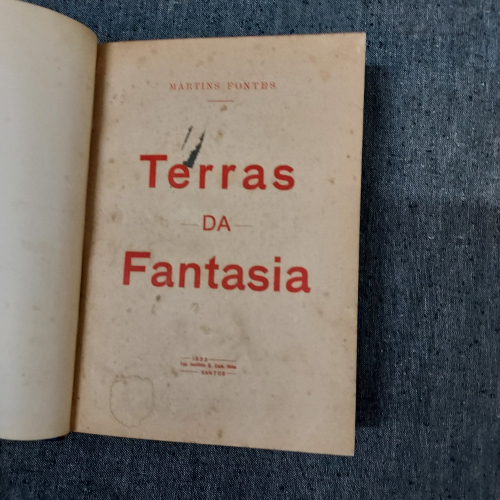 MARTINS FONTES
Terras
DA
Fantasia
SANTOS